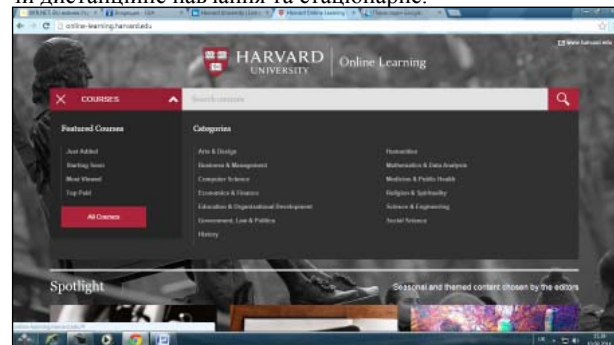 чи дистанційне навчання та стаціонарне.
online-learning.harvard.edu
www.harvard.edu
HARVARD
UNIVERSITY
Online Learning
COURSES
Search courses
Featured Courses
Categories
Just Added
Starting Soon
Most Viewed
Top Paid
All Courses
Arts & Design
Business & Management
Computer Science
Economics & Finance
Education & Organizational Development
Government, Law & Politics
History
Humanities
Mathematics & Data Analysis
Medicine & Public Health
Religion & Spirituality
Science & Engineering
Social Science
Spotlight
Seasonal and themed content chosen by the editors